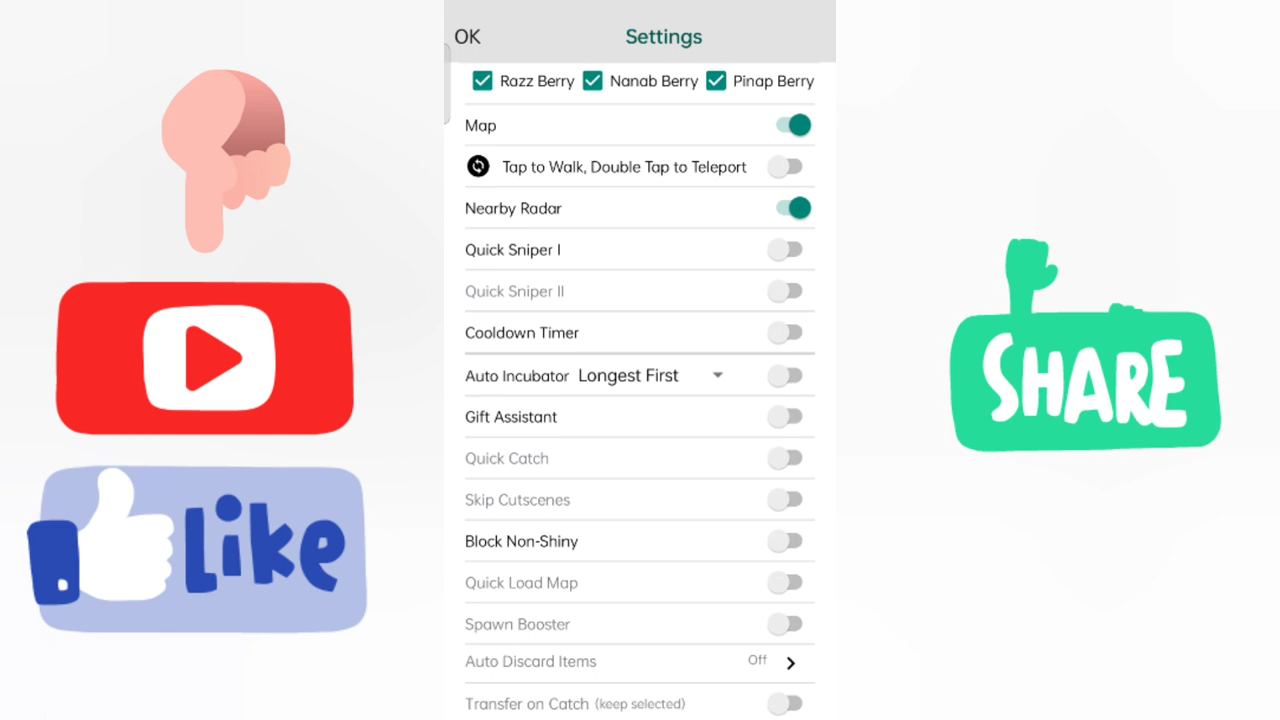 OK Settings
Razz Berry Nanab Berry Pinap Berry
Map
Tap to Walk, Double Tap to Teleport
Nearby Radar
Quick Sniper I
Quick Sniper II
Cooldown Timer
Auto Incubator Longest First
Gift Assistant
Quick Catch
Skip Cutscenes
Block Non-Shiny
Quick Load Map
Spawn Booster
Auto Discard Items Off
Transfer on Catch (keep selected)
Like
SHARE